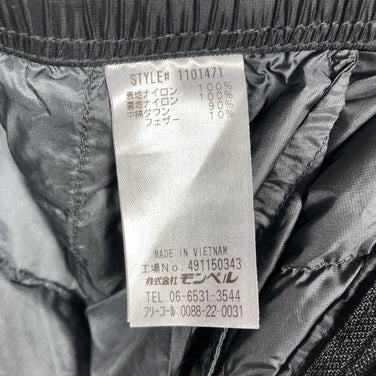 STYLE# 1101471
表地ナイロン 100%
裏地ナイロン 100%
中綿ダウン 90%
フェザー 10%
MADE IN VIETNAM
工場No. 491150343
株式会社モンベル
TEL. 06-6531-3544
フリーコール:0088-22-0031